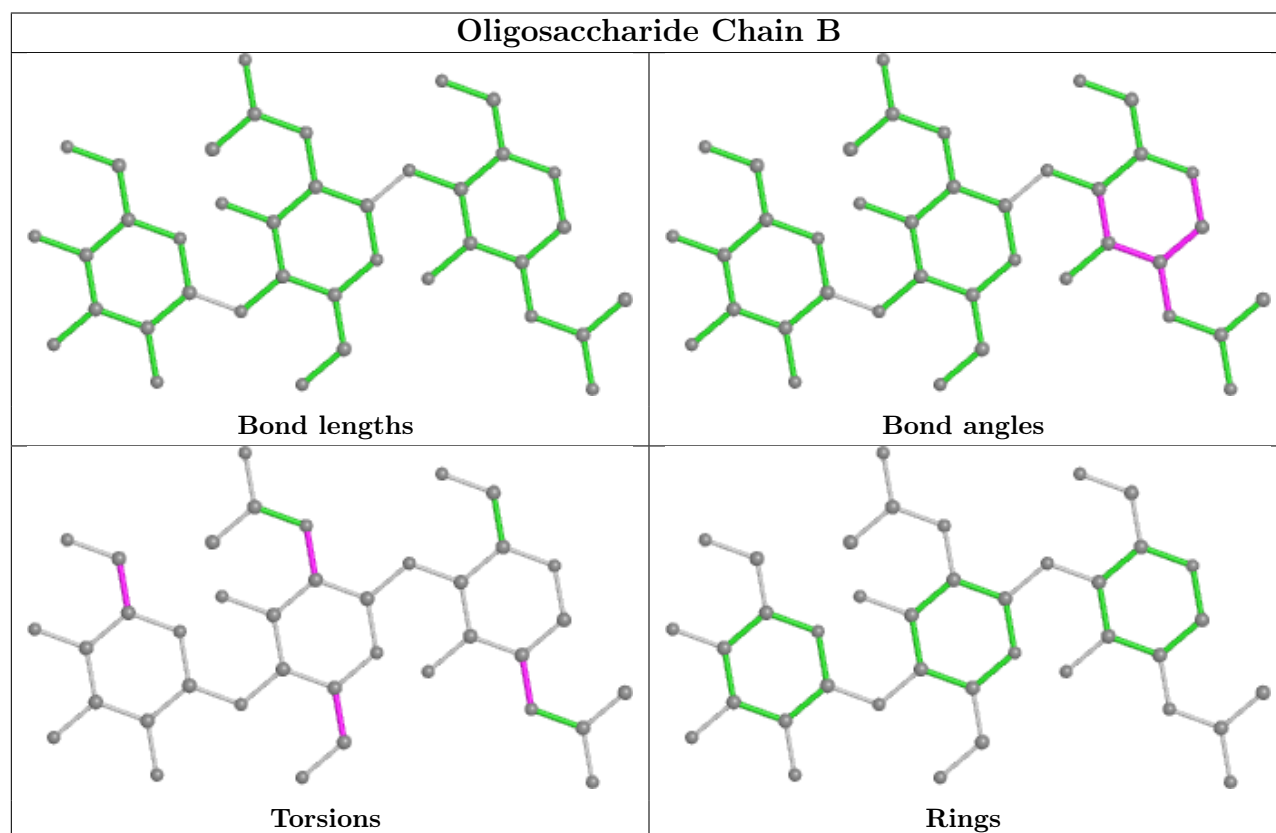 Oligosaccharide Chain B
Bond lengths
Bond angles
Torsions
Rings